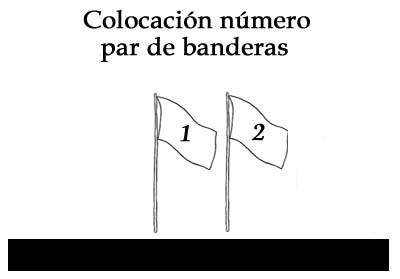 Colocación número
par de banderas
1 2